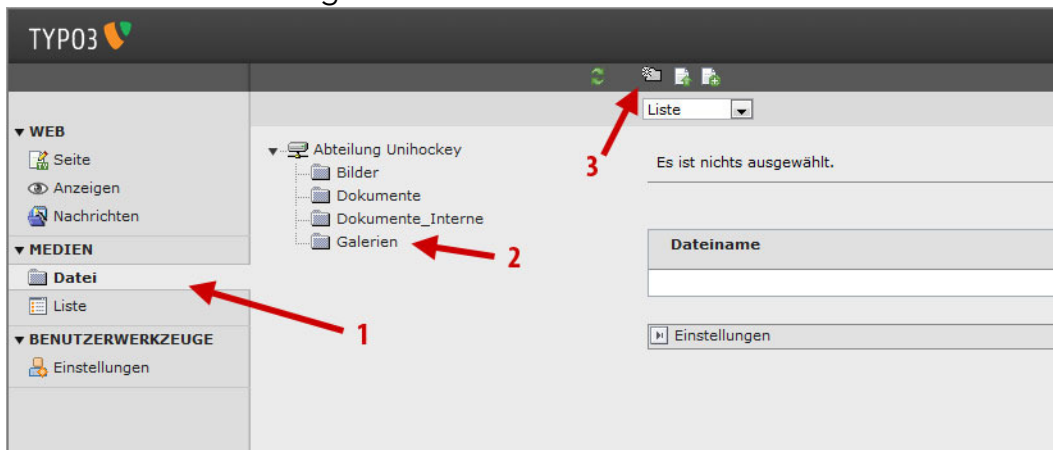 TYPO3
Liste
WEB
Seite
Anzeigen
Nachrichten
MEDIEN
Datei
Liste
BENUTZERWERKZEUGE
Einstellungen
Abteilung Unihockey
Bilder
Dokumente
Dokumente_Interne
Galerien
1
2
3
Es ist nichts ausgewählt.
Dateiname
Einstellungen